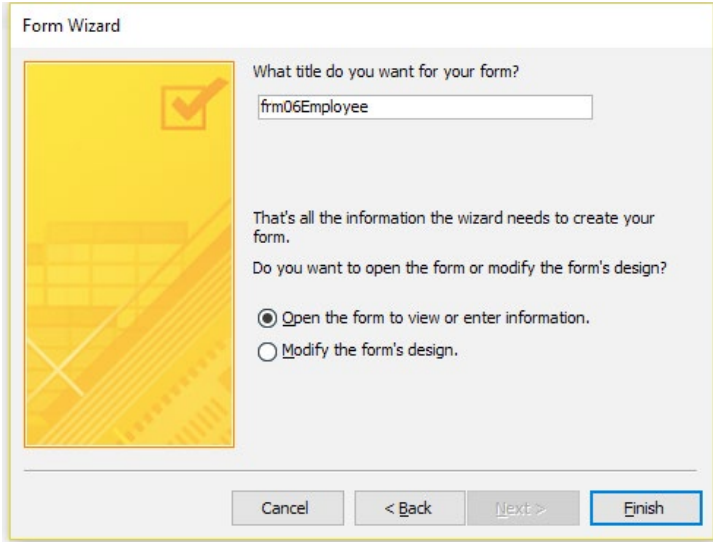 Form Wizard
What title do you want for your form?
frm06Employee
That's all the information the wizard needs to create your
form.
Do you want to open the form or modify the form's design?
Open the form to view or enter information.
Modify the form's design.
Cancel
< Back
Next >
Finish